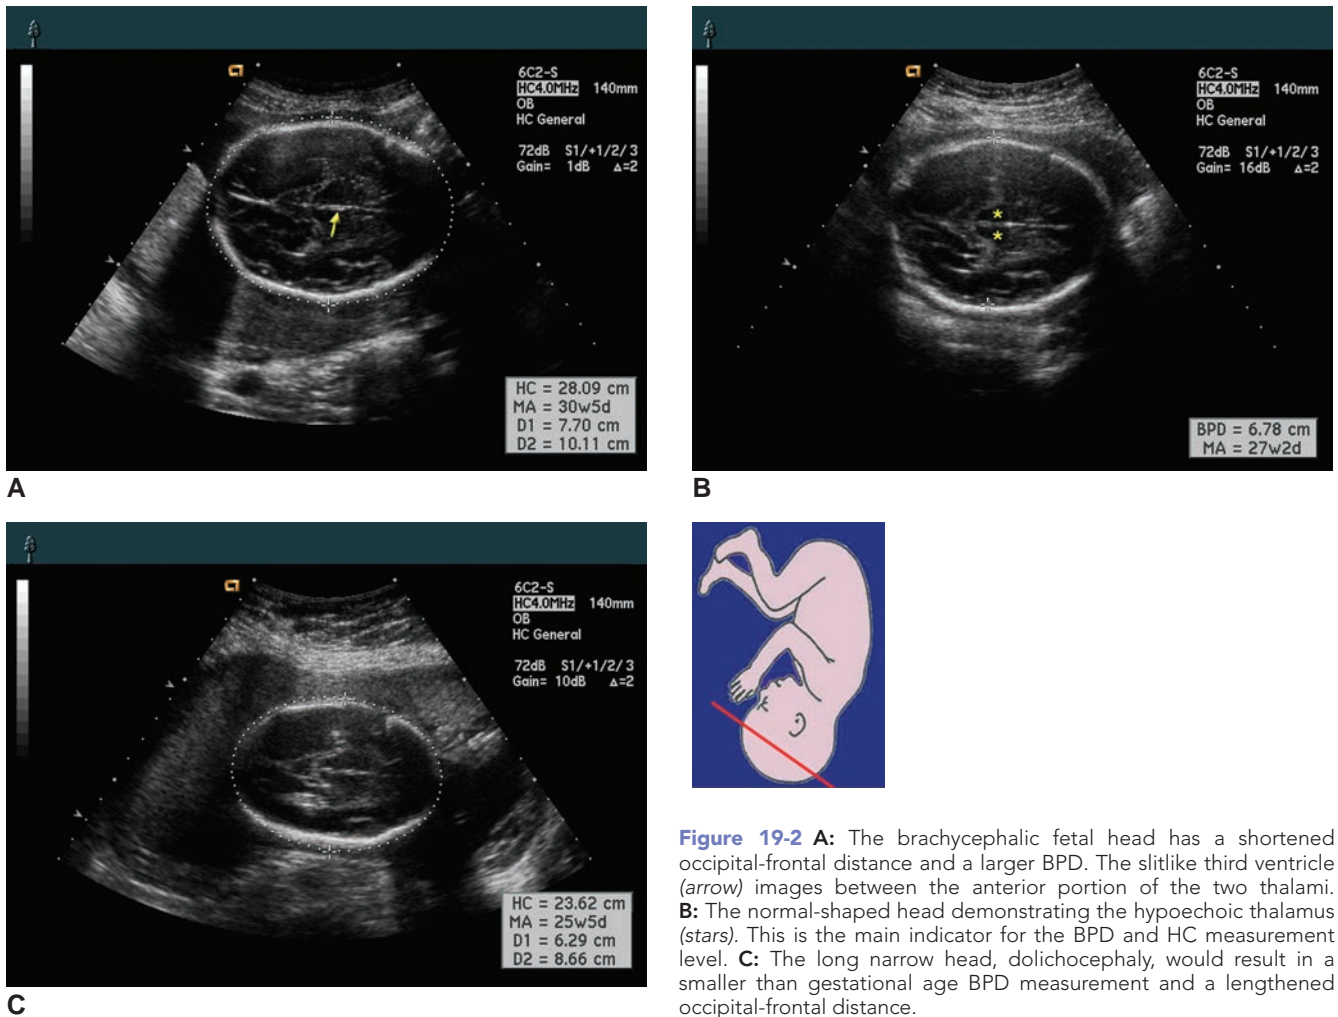 6C2-S
HC4.0MHz 140mm
OB
HC General
72dB S1/+1/2/3
Gain= 1dB Δ=2
HC = 28.09 cm
MA = 30w5d
D1 = 7.70 cm
D2 = 10.11 cm
A
6C2-S
HC4.0MHz 140mm
OB
HC General
72dB S1/+1/2/3
Gain= 16dB Δ=2
BPD = 6.78 cm
MA = 27w2d
B
6C2-S
HC4.0MHz 140mm
OB
HC General
72dB S1/+1/2/3
Gain= 10dB Δ=2
HC = 23.62 cm
MA = 25w5d
D1 = 6.29 cm
D2 = 8.66 cm
C
Figure 19-2 A: The brachycephalic fetal head has a shortened
occipital-frontal distance and a larger BPD. The slitlike third ventricle
(arrow) images between the anterior portion of the two thalami.
B: The normal-shaped head demonstrating the hypoechoic thalamus
(stars). This is the main indicator for the BPD and HC measurement
level. C: The long narrow head, dolichocephaly, would result in a
smaller than gestational age BPD measurement and a lengthened
occipital-frontal distance.